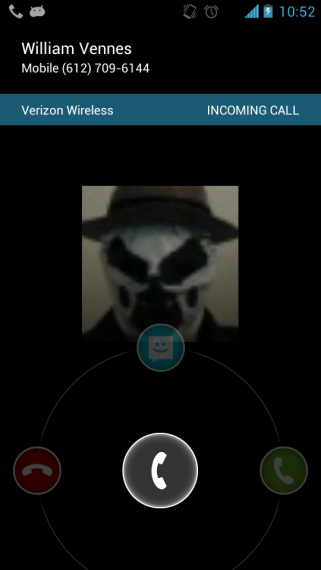 10:52
William Vennes
Mobile (612) 709-6144
Verizon Wireless INCOMING CALL